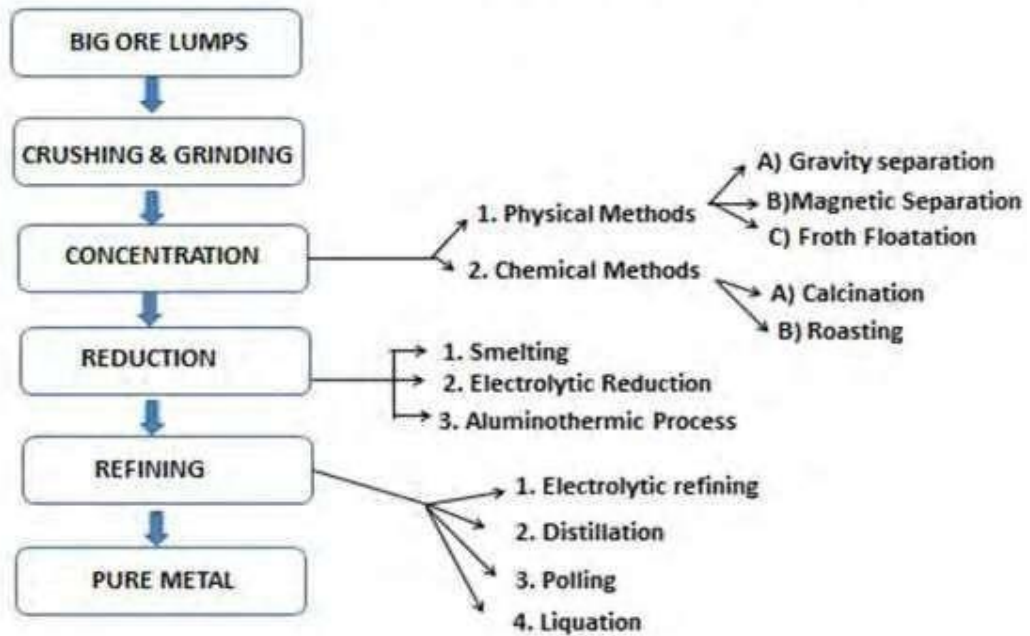 BIG ORE LUMPS
CRUSHING & GRINDING
CONCENTRATION
1. Physical Methods
A) Gravity separation
B)Magnetic Separation
C) Froth Floatation
2. Chemical Methods
A) Calcination
B) Roasting
REDUCTION
1. Smelting
2. Electrolytic Reduction
3. Aluminothermic Process
REFINING
1. Electrolytic refining
2. Distillation
3. Polling
4. Liquation
PURE METAL